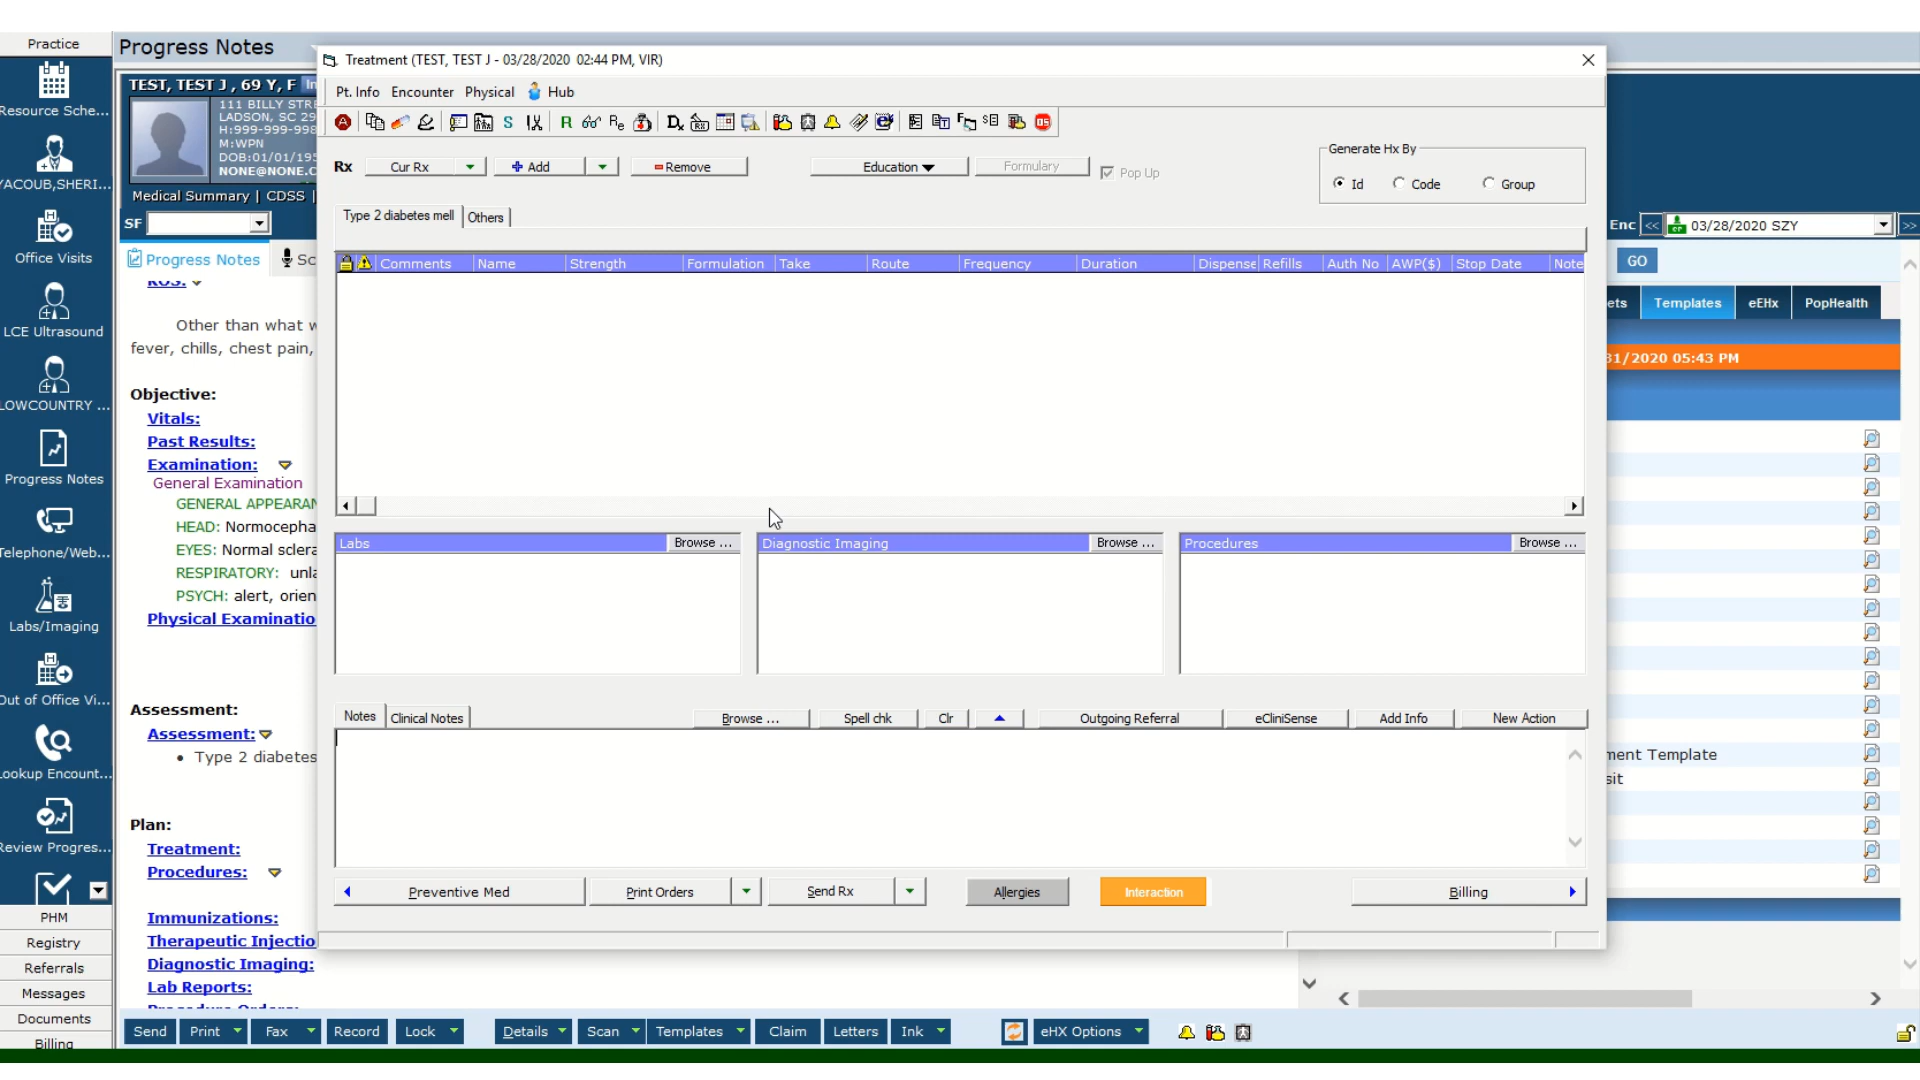 Practice
Resource Sche...
YACOUB,SHERI...
Office Visits
LCE Ultrasound
LOWCOUNTRY ...
Progress Notes
Telephone/Web...
Labs/Imaging
Out of Office Vi...
Lookup Encount...
Review Progres...
PHM
Registry
Referrals
Messages
Documents
Billing
Progress Notes
TEST, TEST J , 69 Y, F
111 BILLY STR
LADSON, SC 29
H:999-999-998
M:WPN
DOB:01/01/195
NONE@NONE.C
Medical Summary | CDSS |
SF
Progress Notes
Sc
ROS:
Other than what w
fever, chills, chest pain,
Objective:
Vitals:
Past Results:
Examination:
General Examination
GENERAL APPEARAN
HEAD: Normocepha
EYES: Normal sclera
RESPIRATORY: unla
PSYCH: alert, orien
Physical Examinatio
Assessment:
Assessment:
• Type 2 diabetes
Plan:
Treatment:
Procedures:
Immunizations:
Therapeutic Injectio
Diagnostic Imaging:
Lab Reports:
Treatment (TEST, TEST J - 03/28/2020 02:44 PM, VIR)
Pt. Info Encounter Physical Hub
Rx Cur Rx Add Remove Education Formulary Pop Up
Generate Hx By
Id Code Group
Type 2 diabetes mell Others
Comments Name Strength Formulation Take Route Frequency Duration Dispense Refills Auth No AWP($) Stop Date Note
Labs Browse ... Diagnostic Imaging Browse ... Procedures Browse ...
Notes Clinical Notes Browse ... Spell chk Clr Outgoing Referral eCliniSense Add Info New Action
Preventive Med Print Orders Send Rx Allergies Interaction Billing
Enc << 03/28/2020 SZY >>
GO
ets Templates eEHx PopHealth
31/2020 05:43 PM
ment Template
sit
Send Print Fax Record Lock Details Scan Templates Claim Letters Ink eHX Options